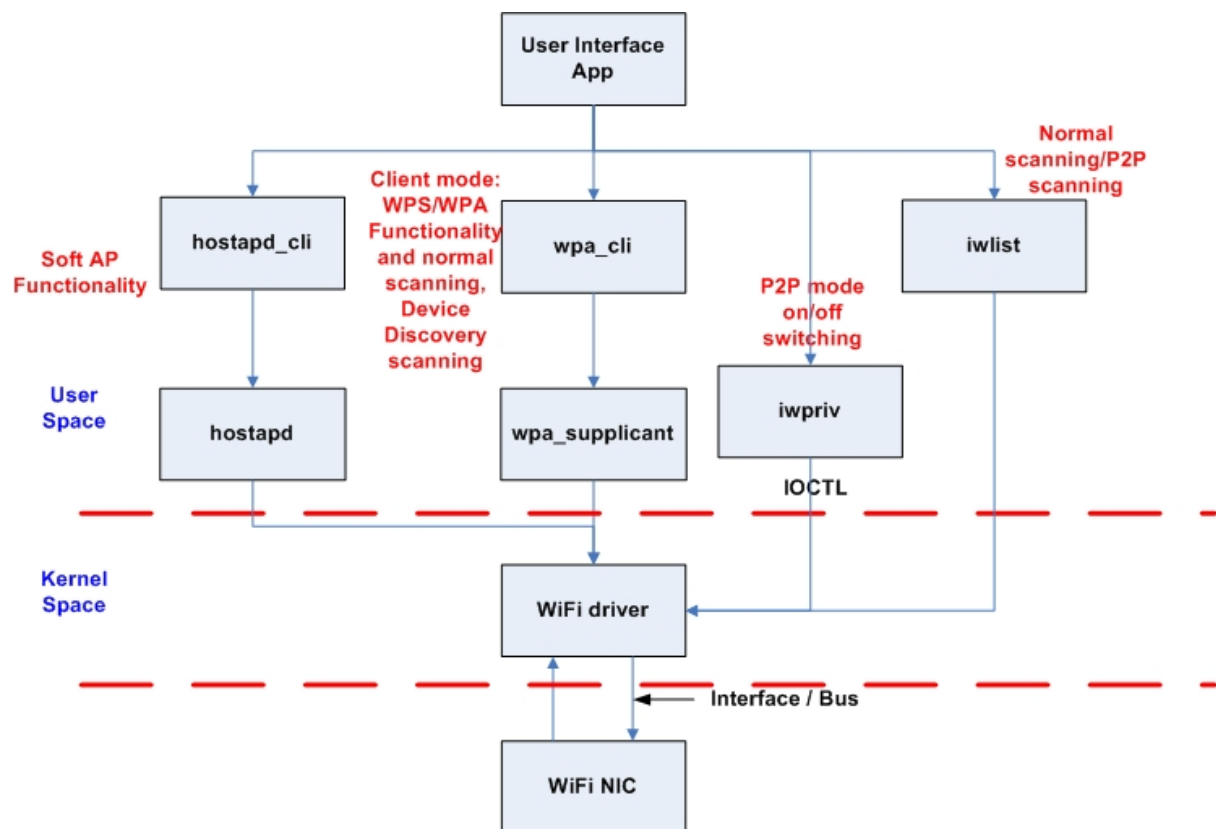 User Interface
App
Normal
scanning/P2P
scanning
Client mode:
WPS/WPA
Functionality
and normal
scanning,
Device
Discovery
scanning
hostapd_cli
wpa_cli
iwlist
Soft AP
Functionality
P2P mode
on/off
switching
User
Space
hostapd
wpa_supplicant
iwpriv
IOCTL
Kernel
Space
WiFi driver
Interface / Bus
WiFi NIC